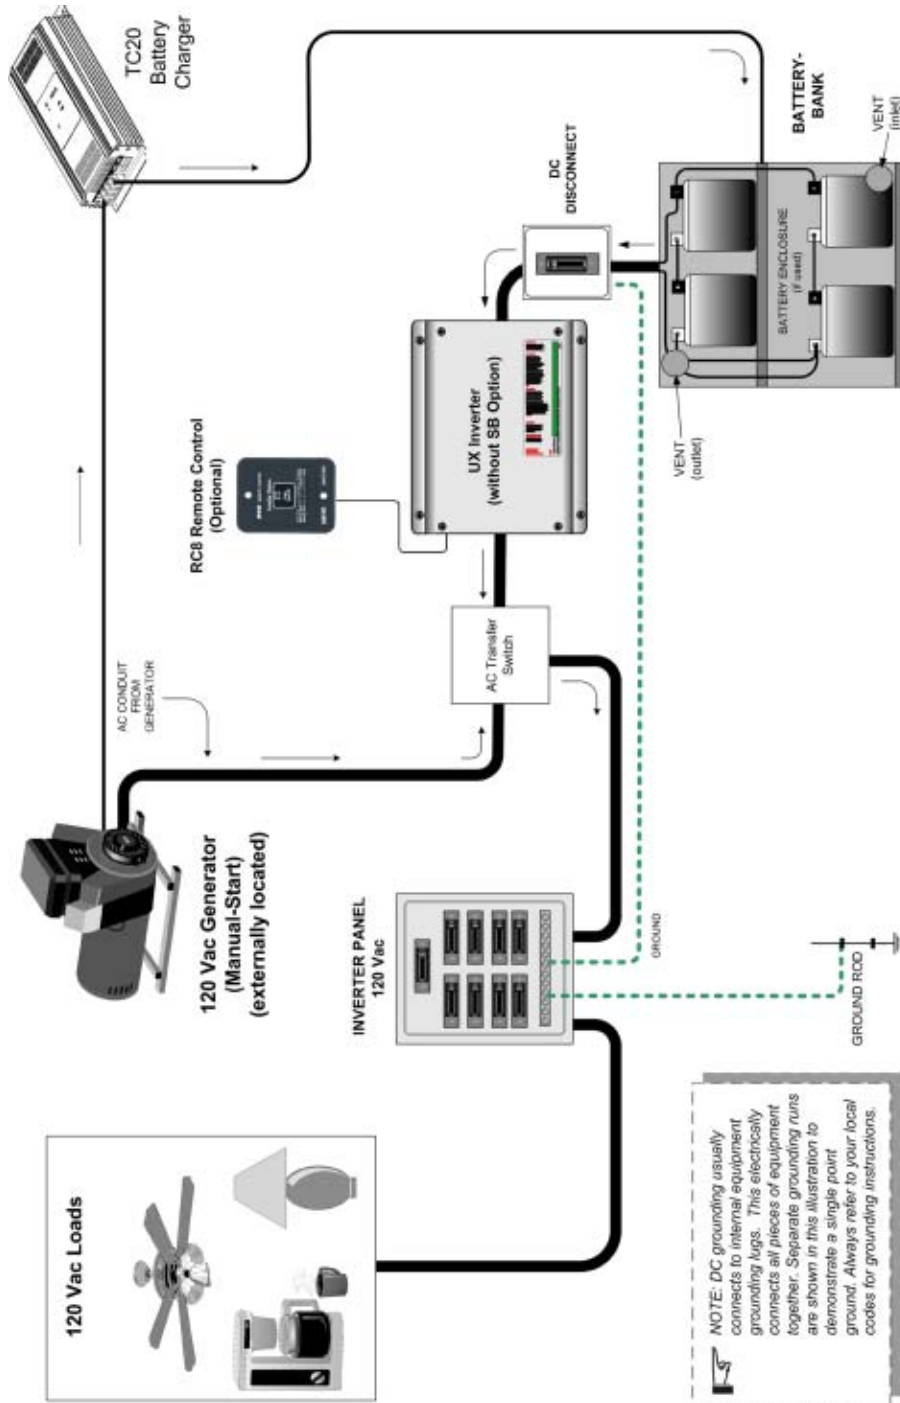 120 Vac Loads
120 Vac Generator
(Manual-Start)
(externally located)
AC CONDUIT
FROM
GENERATOR
TC20
Battery
Charger
RC8 Remote Control
(Optional)
INVERTER PANEL
120 Vac
AC Transfer
Switch
UX Inverter
(without SB Option)
DC
DISCONNECT
BATTERY-
BANK
GROUND
VENT
(outlet)
BATTERY ENCLOSURE
(if used)
VENT
(inlet)
GROUND ROD
NOTE: DC grounding usually
connects to internal equipment
grounding lugs. This electrically
connects all pieces of equipment
together. Separate grounding runs
are shown in this illustration to
demonstrate a single point
ground. Always refer to your local
codes for grounding instructions.